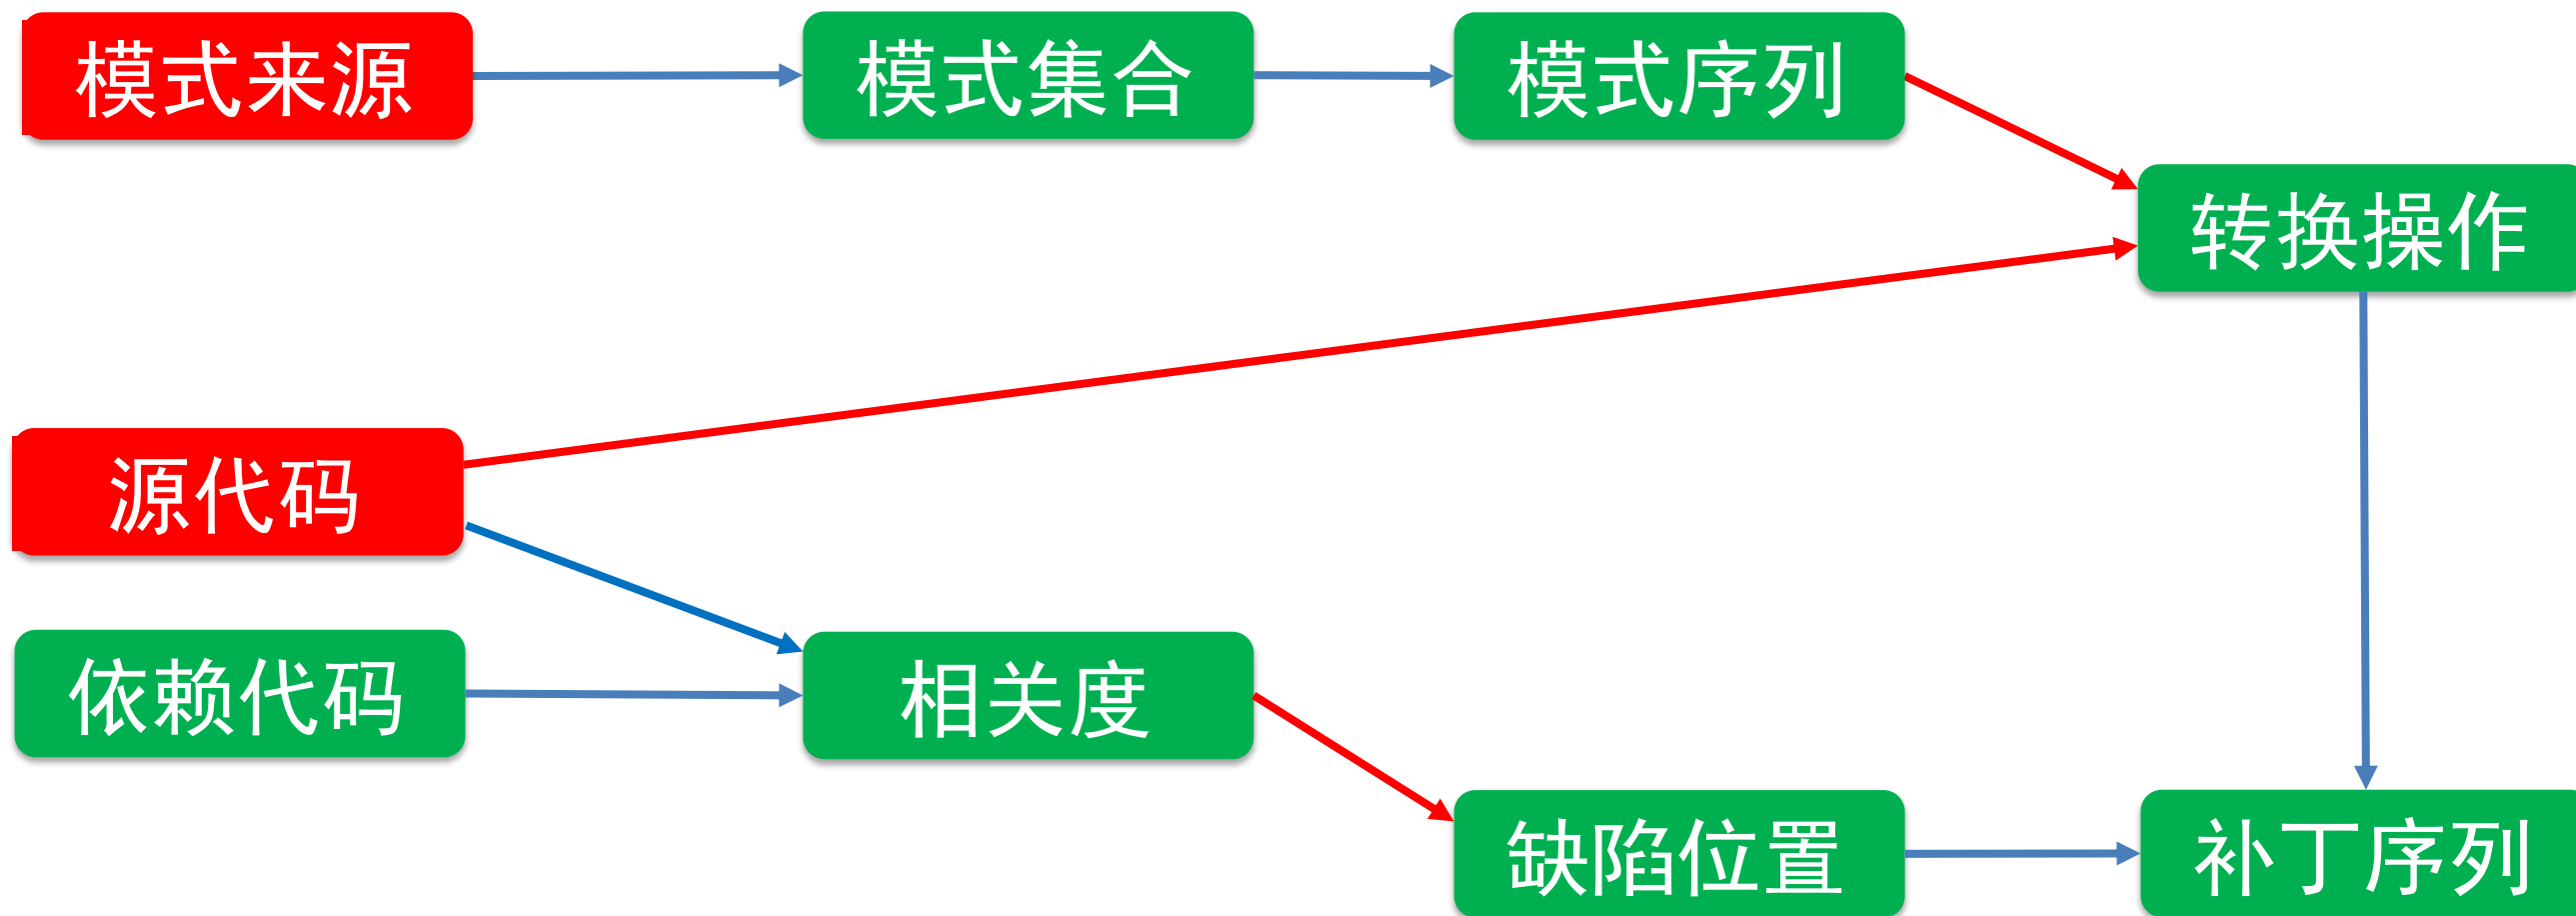 模式来源
模式集合
模式序列
转换操作
源代码
依赖代码
相关度
缺陷位置
补丁序列